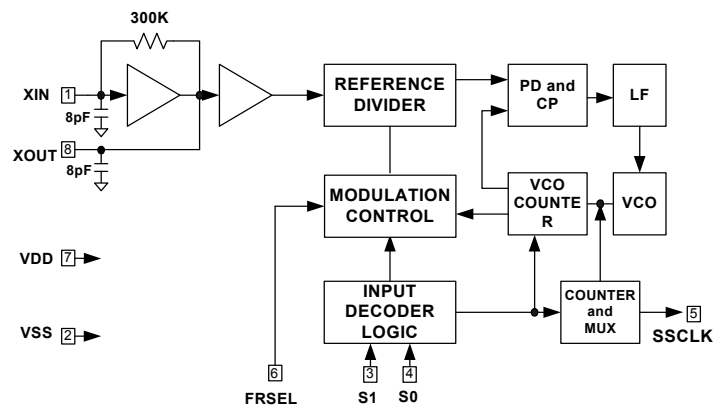 300K
XIN
1
8pF
XOUT
8
8pF
VDD
7
VSS
2
REFERENCE
DIVIDER
PD and
CP
LF
MODULATION
CONTROL
VCO
COUNTE
R
VCO
INPUT
DECODER
LOGIC
COUNTER
and
MUX
5
SSCLK
6
FRSEL
3
S1
4
S0